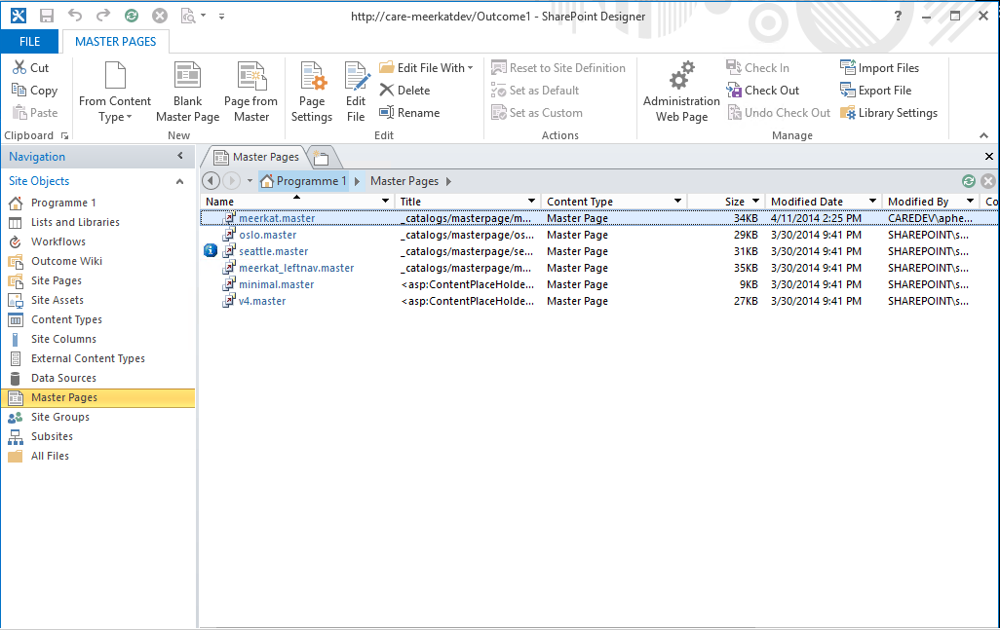 http://care-meerkatdev/Outcome1 - SharePoint Designer ?
FILE MASTER PAGES
Cut
Copy
Paste
Clipboard
From Content Type
Blank Master Page
Page from Master
New
Page Settings
Edit File
Edit File With
Delete
Rename
Edit
Reset to Site Definition
Set as Default
Set as Custom
Actions
Administration Web Page
Check In
Check Out
Undo Check Out
Import Files
Export File
Library Settings
Manage
Navigation
Site Objects
Programme 1
Lists and Libraries
Workflows
Outcome Wiki
Site Pages
Site Assets
Content Types
Site Columns
External Content Types
Data Sources
Master Pages
Site Groups
Subsites
All Files
Master Pages
Programme 1 Master Pages
Name Title Content Type Size Modified Date Modified By Co
meerkat.master _catalogs/masterpage/m... Master Page 34KB 4/11/2014 2:25 PM CAREDEV\aphe...
oslo.master _catalogs/masterpage/os... Master Page 29KB 3/30/2014 9:41 PM SHAREPOINT\s...
seattle.master _catalogs/masterpage/se... Master Page 31KB 3/30/2014 9:41 PM SHAREPOINT\s...
meerkat_leftnav.master _catalogs/masterpage/m... Master Page 35KB 3/30/2014 9:41 PM SHAREPOINT\s...
minimal.master <asp:ContentPlaceHolde... Master Page 9KB 3/30/2014 9:41 PM SHAREPOINT\s...
v4.master <asp:ContentPlaceHolde... Master Page 27KB 3/30/2014 9:41 PM SHAREPOINT\s...